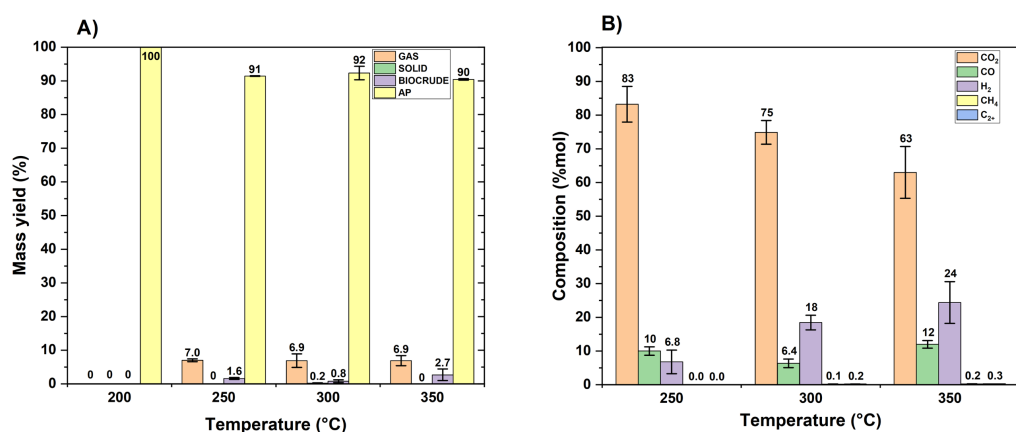 A)
GAS
SOLID
BIOCRUDE
AP
Mass yield (%)
100
90
80
70
60
50
40
30
20
10
0
0 0 0 100
7.0 0 1.6 91
6.9 0.2 0.8 92
6.9 0 2.7 90
200 250 300 350
Temperature (°C)
B)
CO₂
CO
H₂
CH₄
C₂₊
Composition (%mol)
100
90
80
70
60
50
40
30
20
10
0
83 10 6.8 0.0 0.0
75 6.4 18 0.1 0.2
63 12 24 0.2 0.3
250 300 350
Temperature (°C)